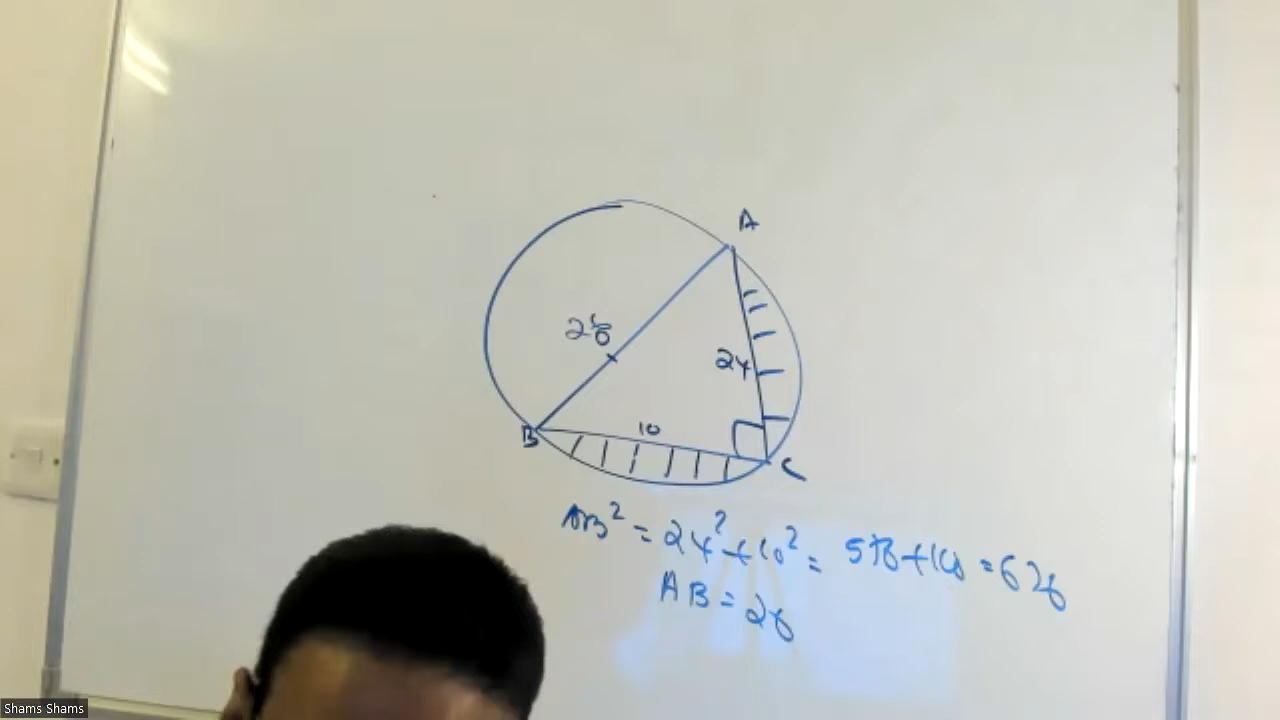 A
26
24
10
B
C
AB² = 24² + 10² = 576 + 100 = 676
AB = 26
Shams Shams